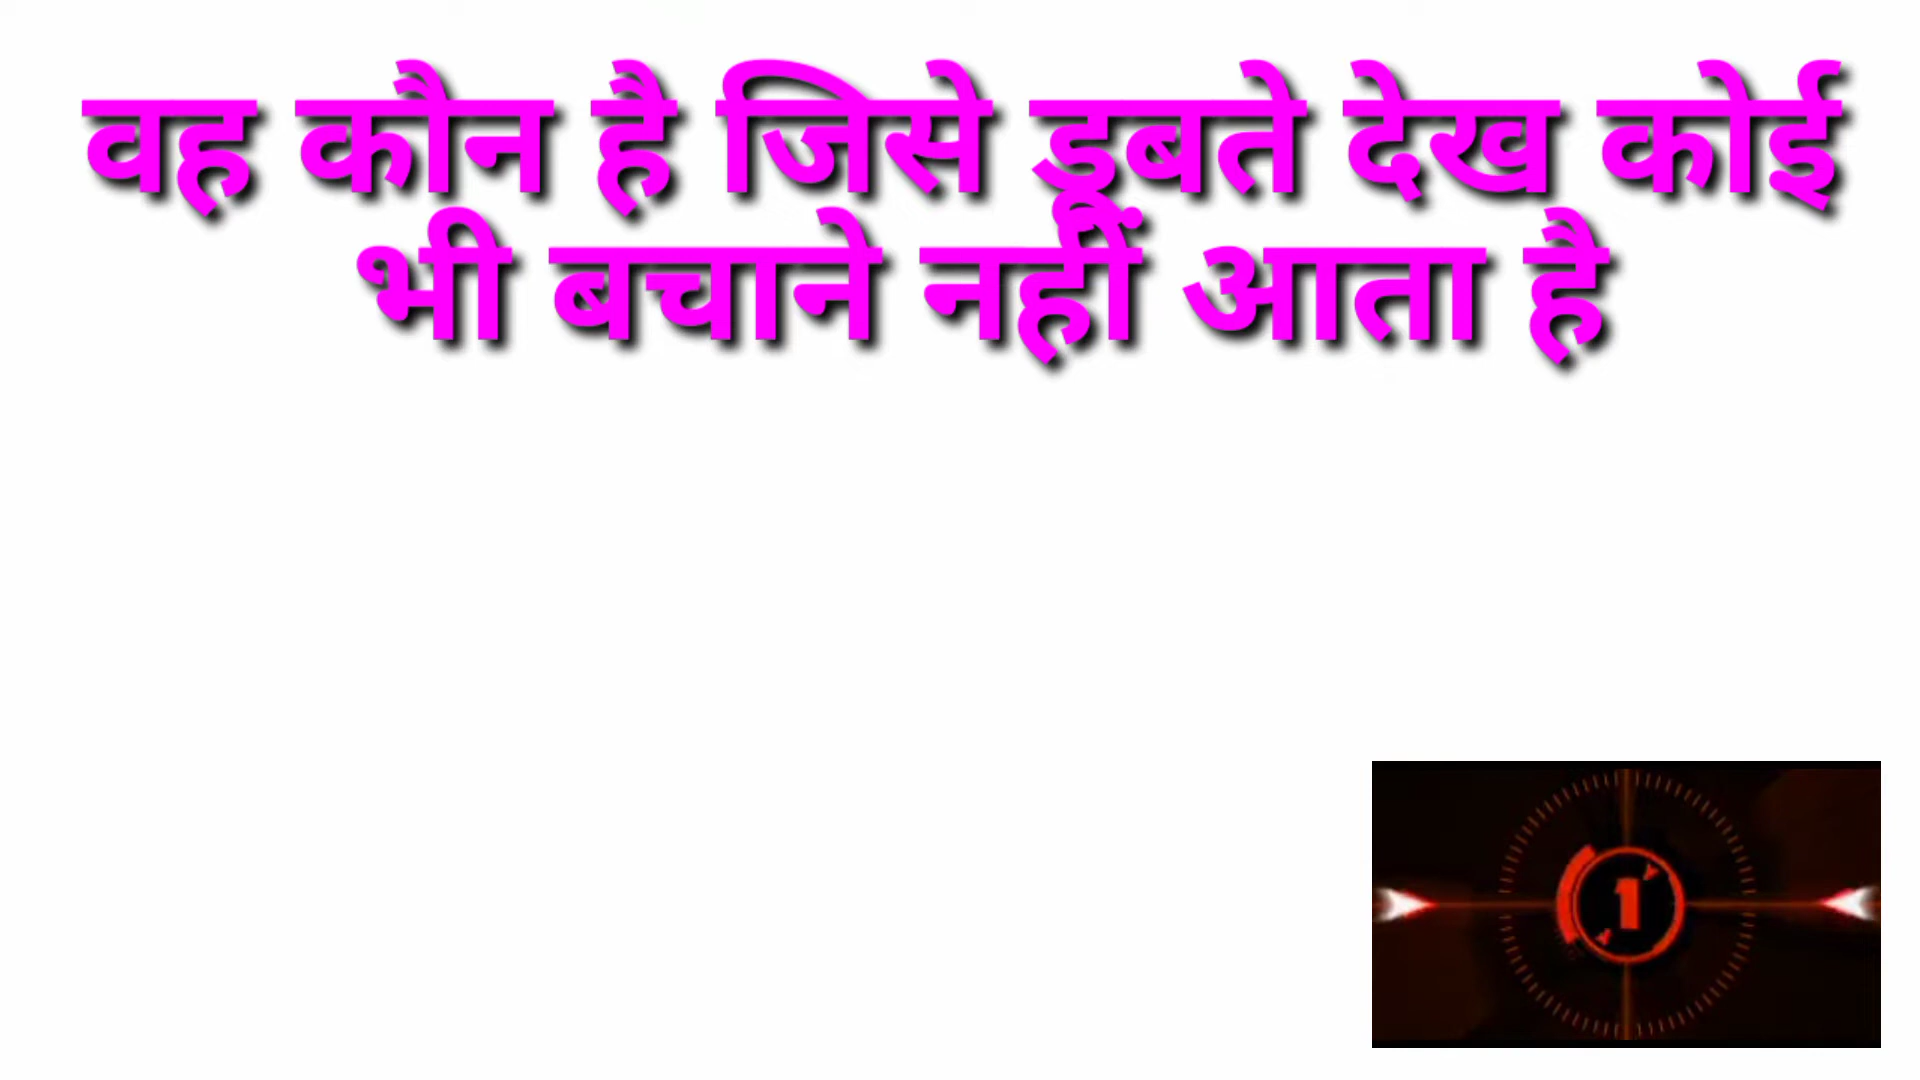 वह कौन है जिसे डूबते देख कोई
भी बचाने नहीं आता है
1